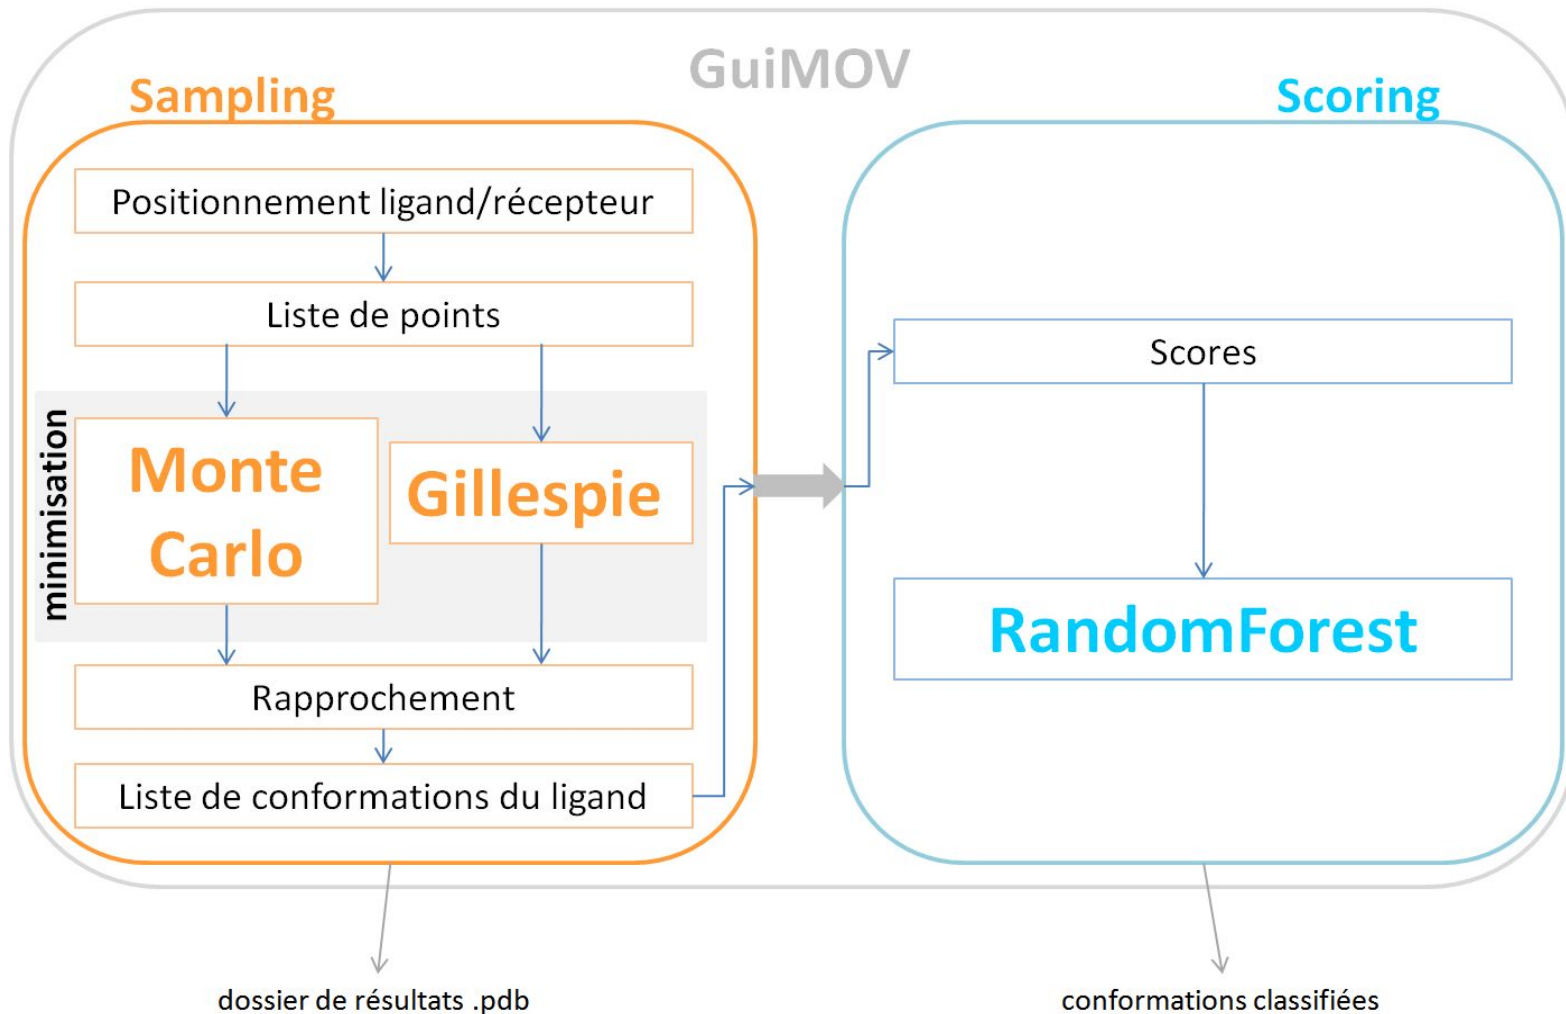 GuiMOV
Sampling
Positionnement ligand/récepteur
Liste de points
minimisation
Monte
Carlo
Gillespie
Rapprochement
Liste de conformations du ligand
dossier de résultats .pdb
Scoring
Scores
RandomForest
conformations classifiées